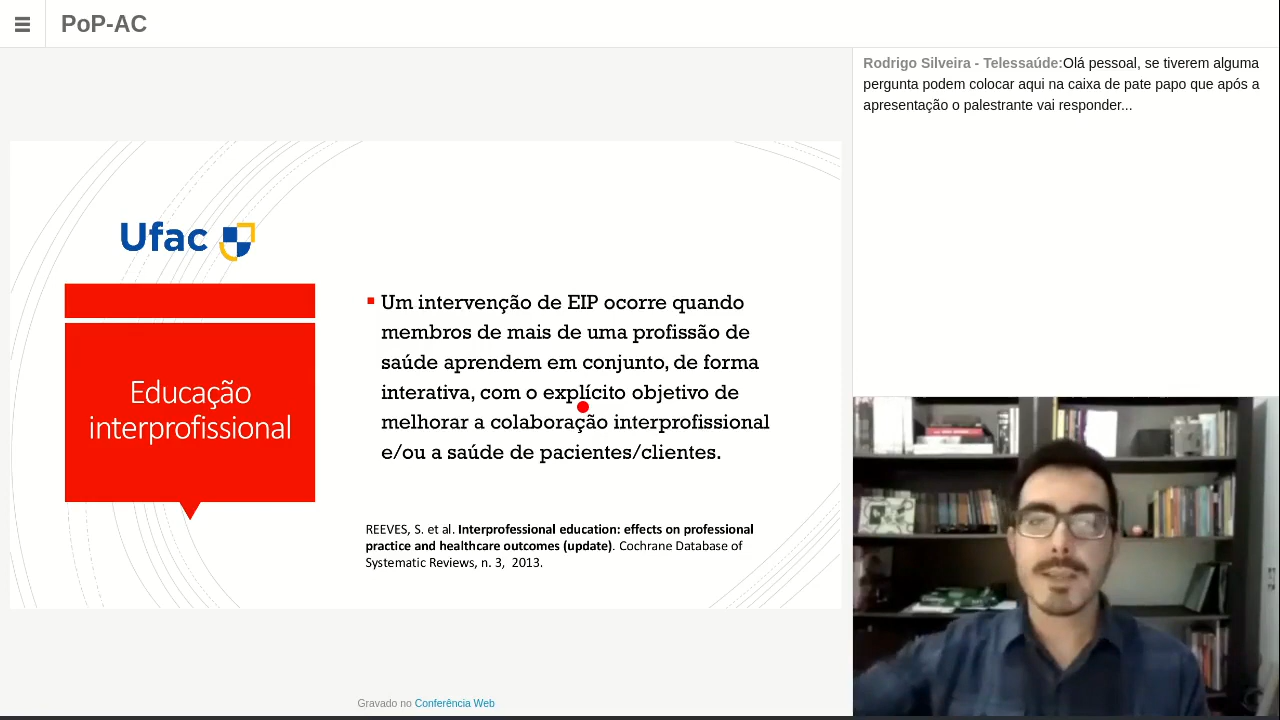 PoP-AC
Rodrigo Silveira - Telessaúde:Olá pessoal, se tiverem alguma
pergunta podem colocar aqui na caixa de pate papo que após a
apresentação o palestrante vai responder...
Ufac
Educação
interprofissional
Um intervenção de EIP ocorre quando
membros de mais de uma profissão de
saúde aprendem em conjunto, de forma
interativa, com o explícito objetivo de
melhorar a colaboração interprofissional
e/ou a saúde de pacientes/clientes.
REEVES, S. et al. Interprofessional education: effects on professional
practice and healthcare outcomes (update). Cochrane Database of
Systematic Reviews, n. 3, 2013.
Gravado no Conferência Web